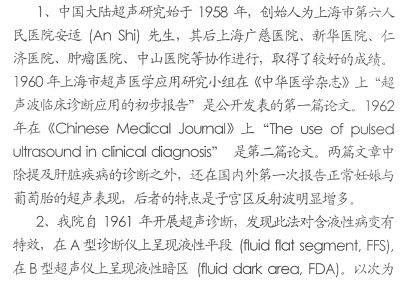 1、中国大陆超声研究始于 1958 年，创始人为上海市第六人
民医院安适 (An Shi) 先生，其后上海广慈医院、新华医院、仁
济医院、肿瘤医院、中山医院等协作进行，取得了较好的成绩。
1960 年上海市超声医学应用研究小组在《中华医学杂志》上“超
声波临床诊断应用的初步报告”是公开发表的第一篇论文。1962
年在《Chinese Medical Journal》上“The use of pulsed
ultrasound in clinical diagnosis” 是第二篇论文。两篇文章中
除提及肝脏疾病的诊断之外，还在国内外第一次报告正常妊娠与
葡萄胎的超声表现，后者的特点是子宫区反射波明显增多。
2、我院自 1961 年开展超声诊断，发现此法对含液性病变有
特效，在 A 型诊断仪上呈现液性平段 (fluid flat segment, FFS),
在 B 型超声仪上呈现液性暗区 (fluid dark area, FDA)。以次为